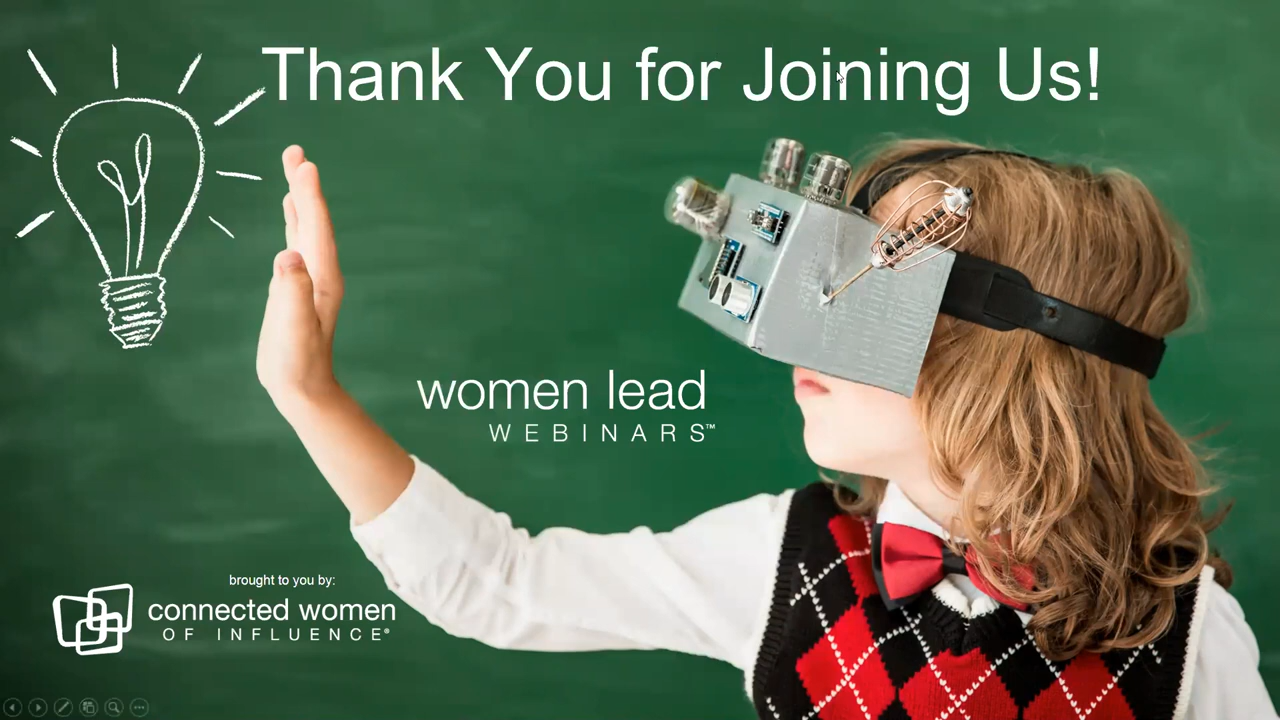 Thank You for Joining Us!
women lead
WEBINARS™
brought to you by:
connected women
OF INFLUENCE®